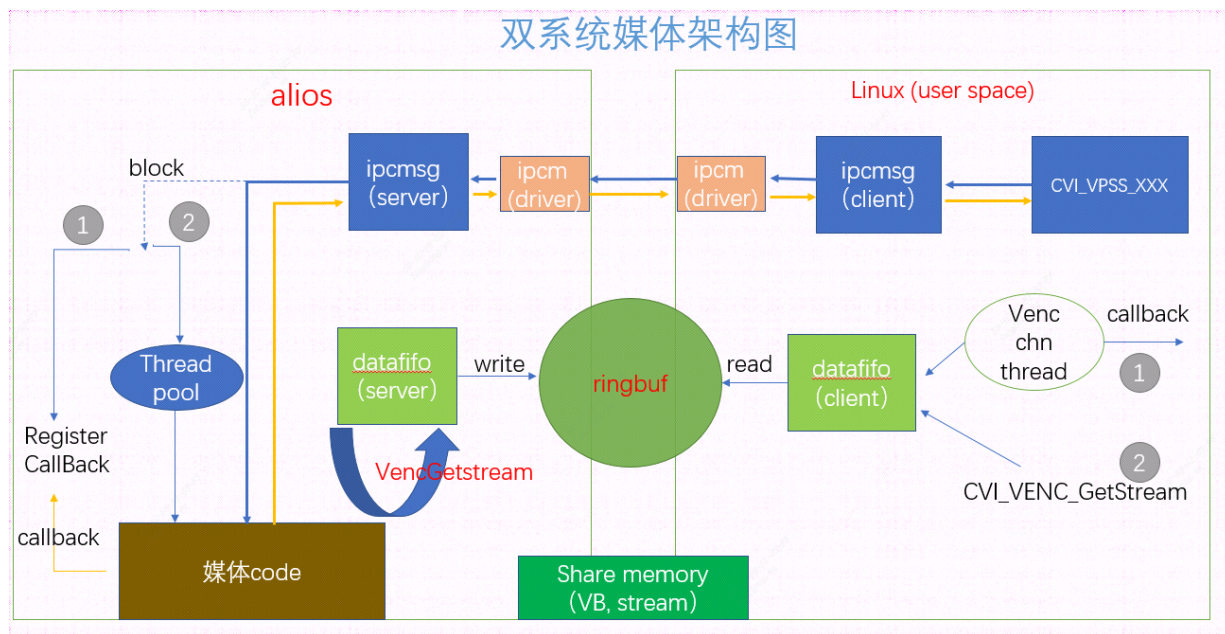 双系统媒体架构图
alios
Linux (user space)
block
ipcmsg
（server）
ipcm
(driver)
ipcm
(driver)
ipcmsg
（client）
CVI_VPSS_XXX
1
2
Thread
pool
datafifo
（server）
write
ringbuf
read
datafifo
（client）
Venc
chn
thread
callback
1
Register
CallBack
VencGetstream
2
CVI_VENC_GetStream
callback
媒体code
Share memory
（VB, stream）